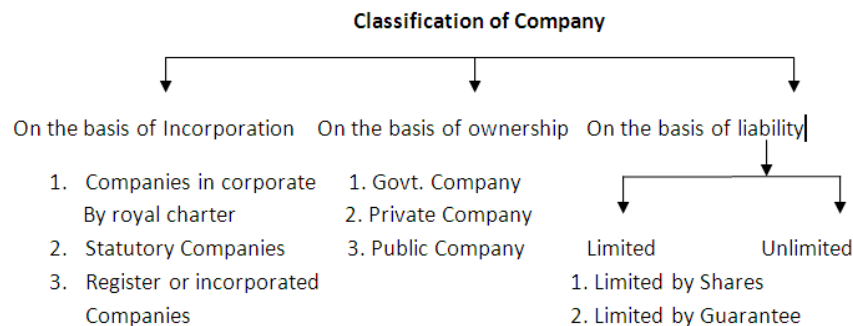 Classification of Company
On the basis of Incorporation
1. Companies in corporate
By royal charter
2. Statutory Companies
3. Register or incorporated
Companies
On the basis of ownership
1. Govt. Company
2. Private Company
3. Public Company
On the basis of liability
Limited
Unlimited
1. Limited by Shares
2. Limited by Guarantee